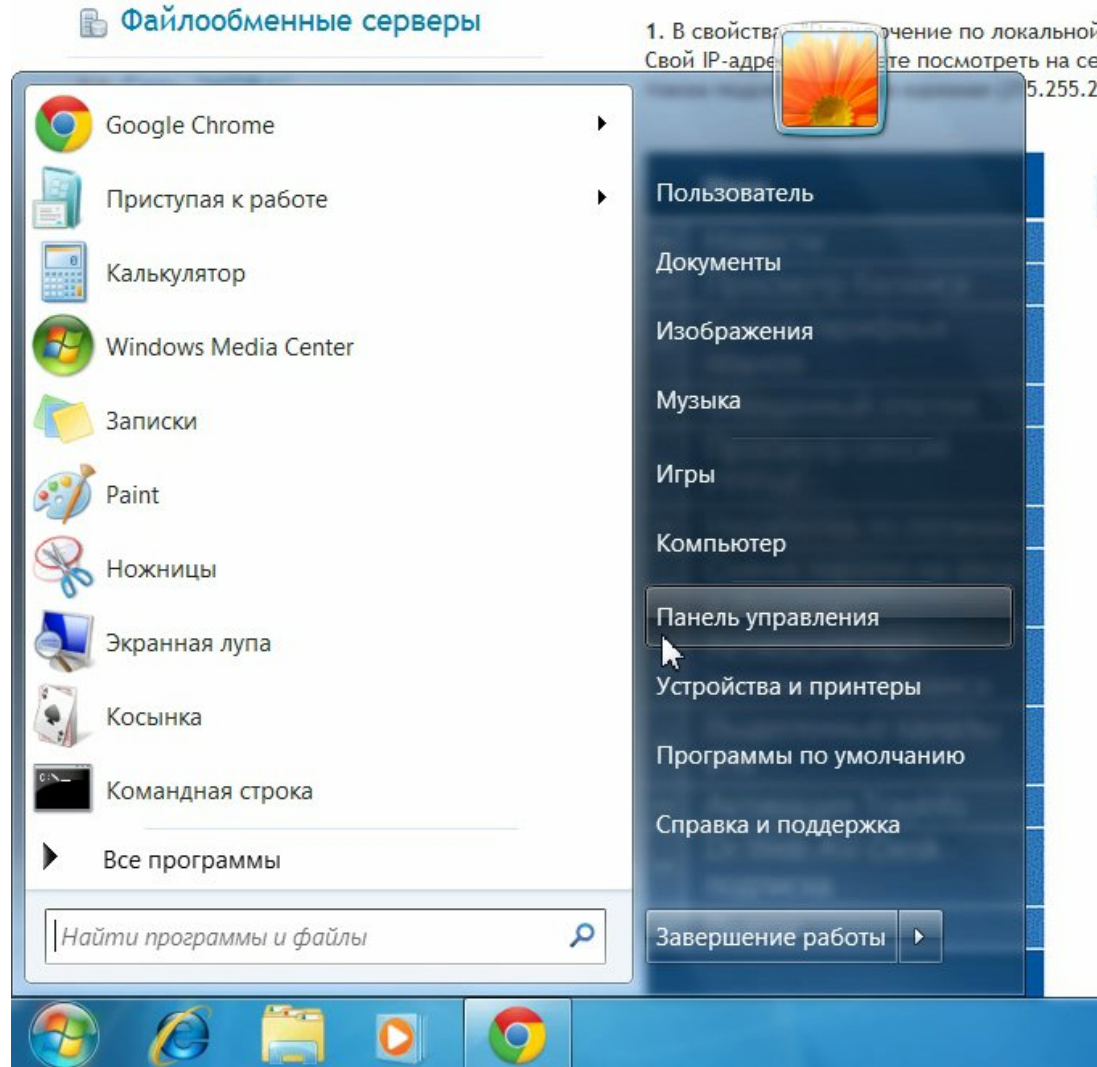 Файлообменные серверы
1. В свойства
чение по локальной
Свой IP-адре
те посмотреть на се
5.255.2
Google Chrome
Приступая к работе
Калькулятор
Windows Media Center
Записки
Paint
Ножницы
Экранная лупа
Косынка
Командная строка
Все программы
Найти программы и файлы
Пользователь
Документы
Изображения
Музыка
Игры
Компьютер
Панель управления
Устройства и принтеры
Программы по умолчанию
Справка и поддержка
Завершение работы